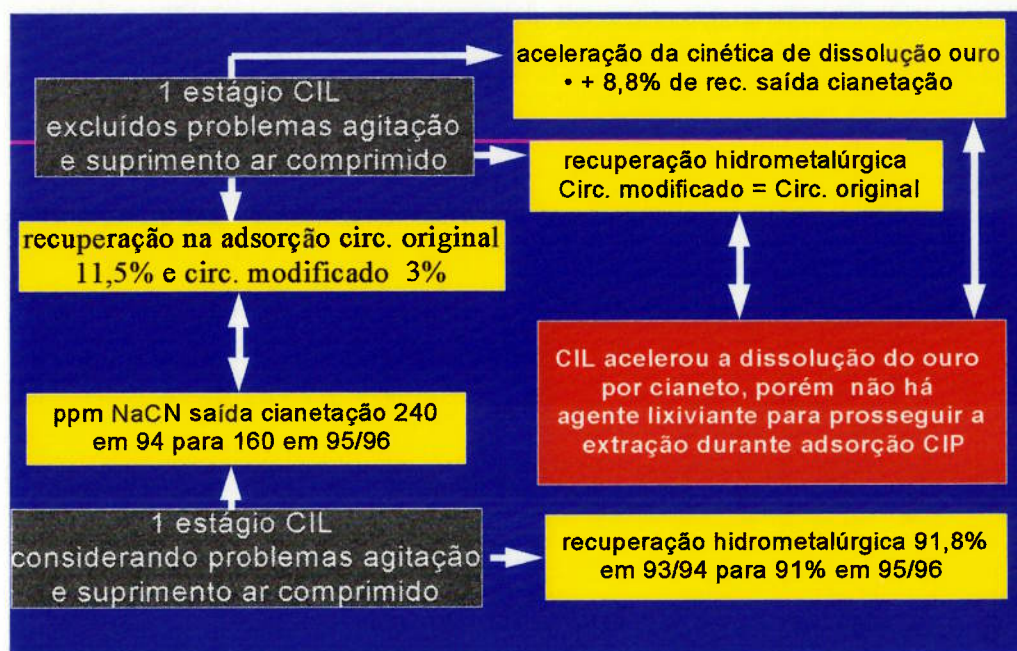 aceleração da cinética de dissolução ouro
• + 8,8% de rec. saída cianetação
1 estágio CIL
excluídos problemas agitação
e suprimento ar comprimido
recuperação hidrometalúrgica
Circ. modificado = Circ. original
recuperação na adsorção circ. original
11,5% e circ. modificado 3%
CIL acelerou a dissolução do ouro
por cianeto, porém não há
agente lixiviante para prosseguir a
extração durante adsorção CIP
ppm NaCN saída cianetação 240
em 94 para 160 em 95/96
1 estágio CIL
considerando problemas agitação
e suprimento ar comprimido
recuperação hidrometalúrgica 91,8%
em 93/94 para 91% em 95/96